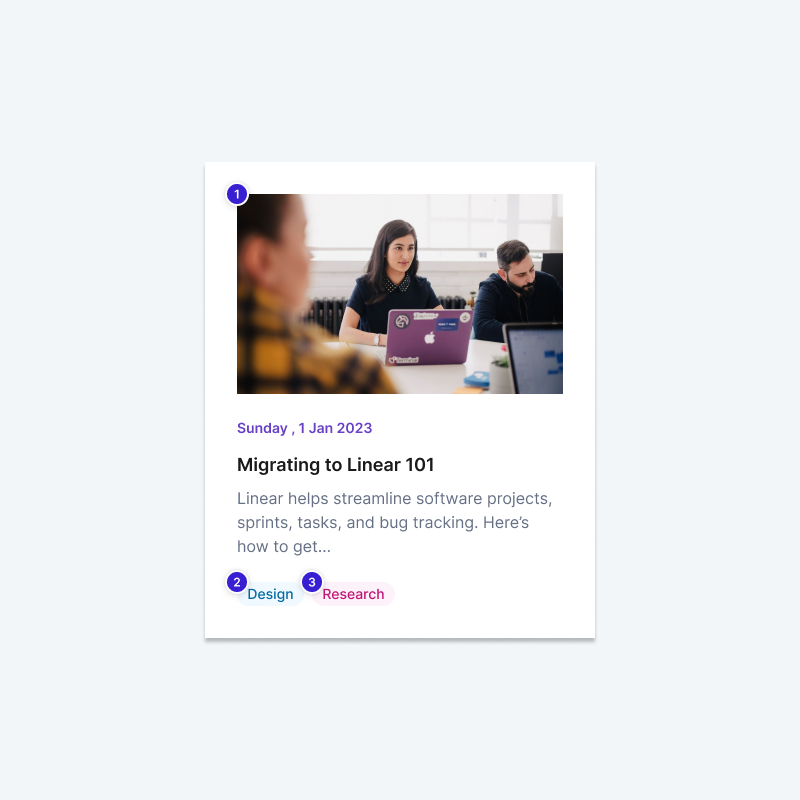 1
Sunday , 1 Jan 2023
Migrating to Linear 101
Linear helps streamline software projects,
sprints, tasks, and bug tracking. Here’s
how to get...
2
Design
3
Research